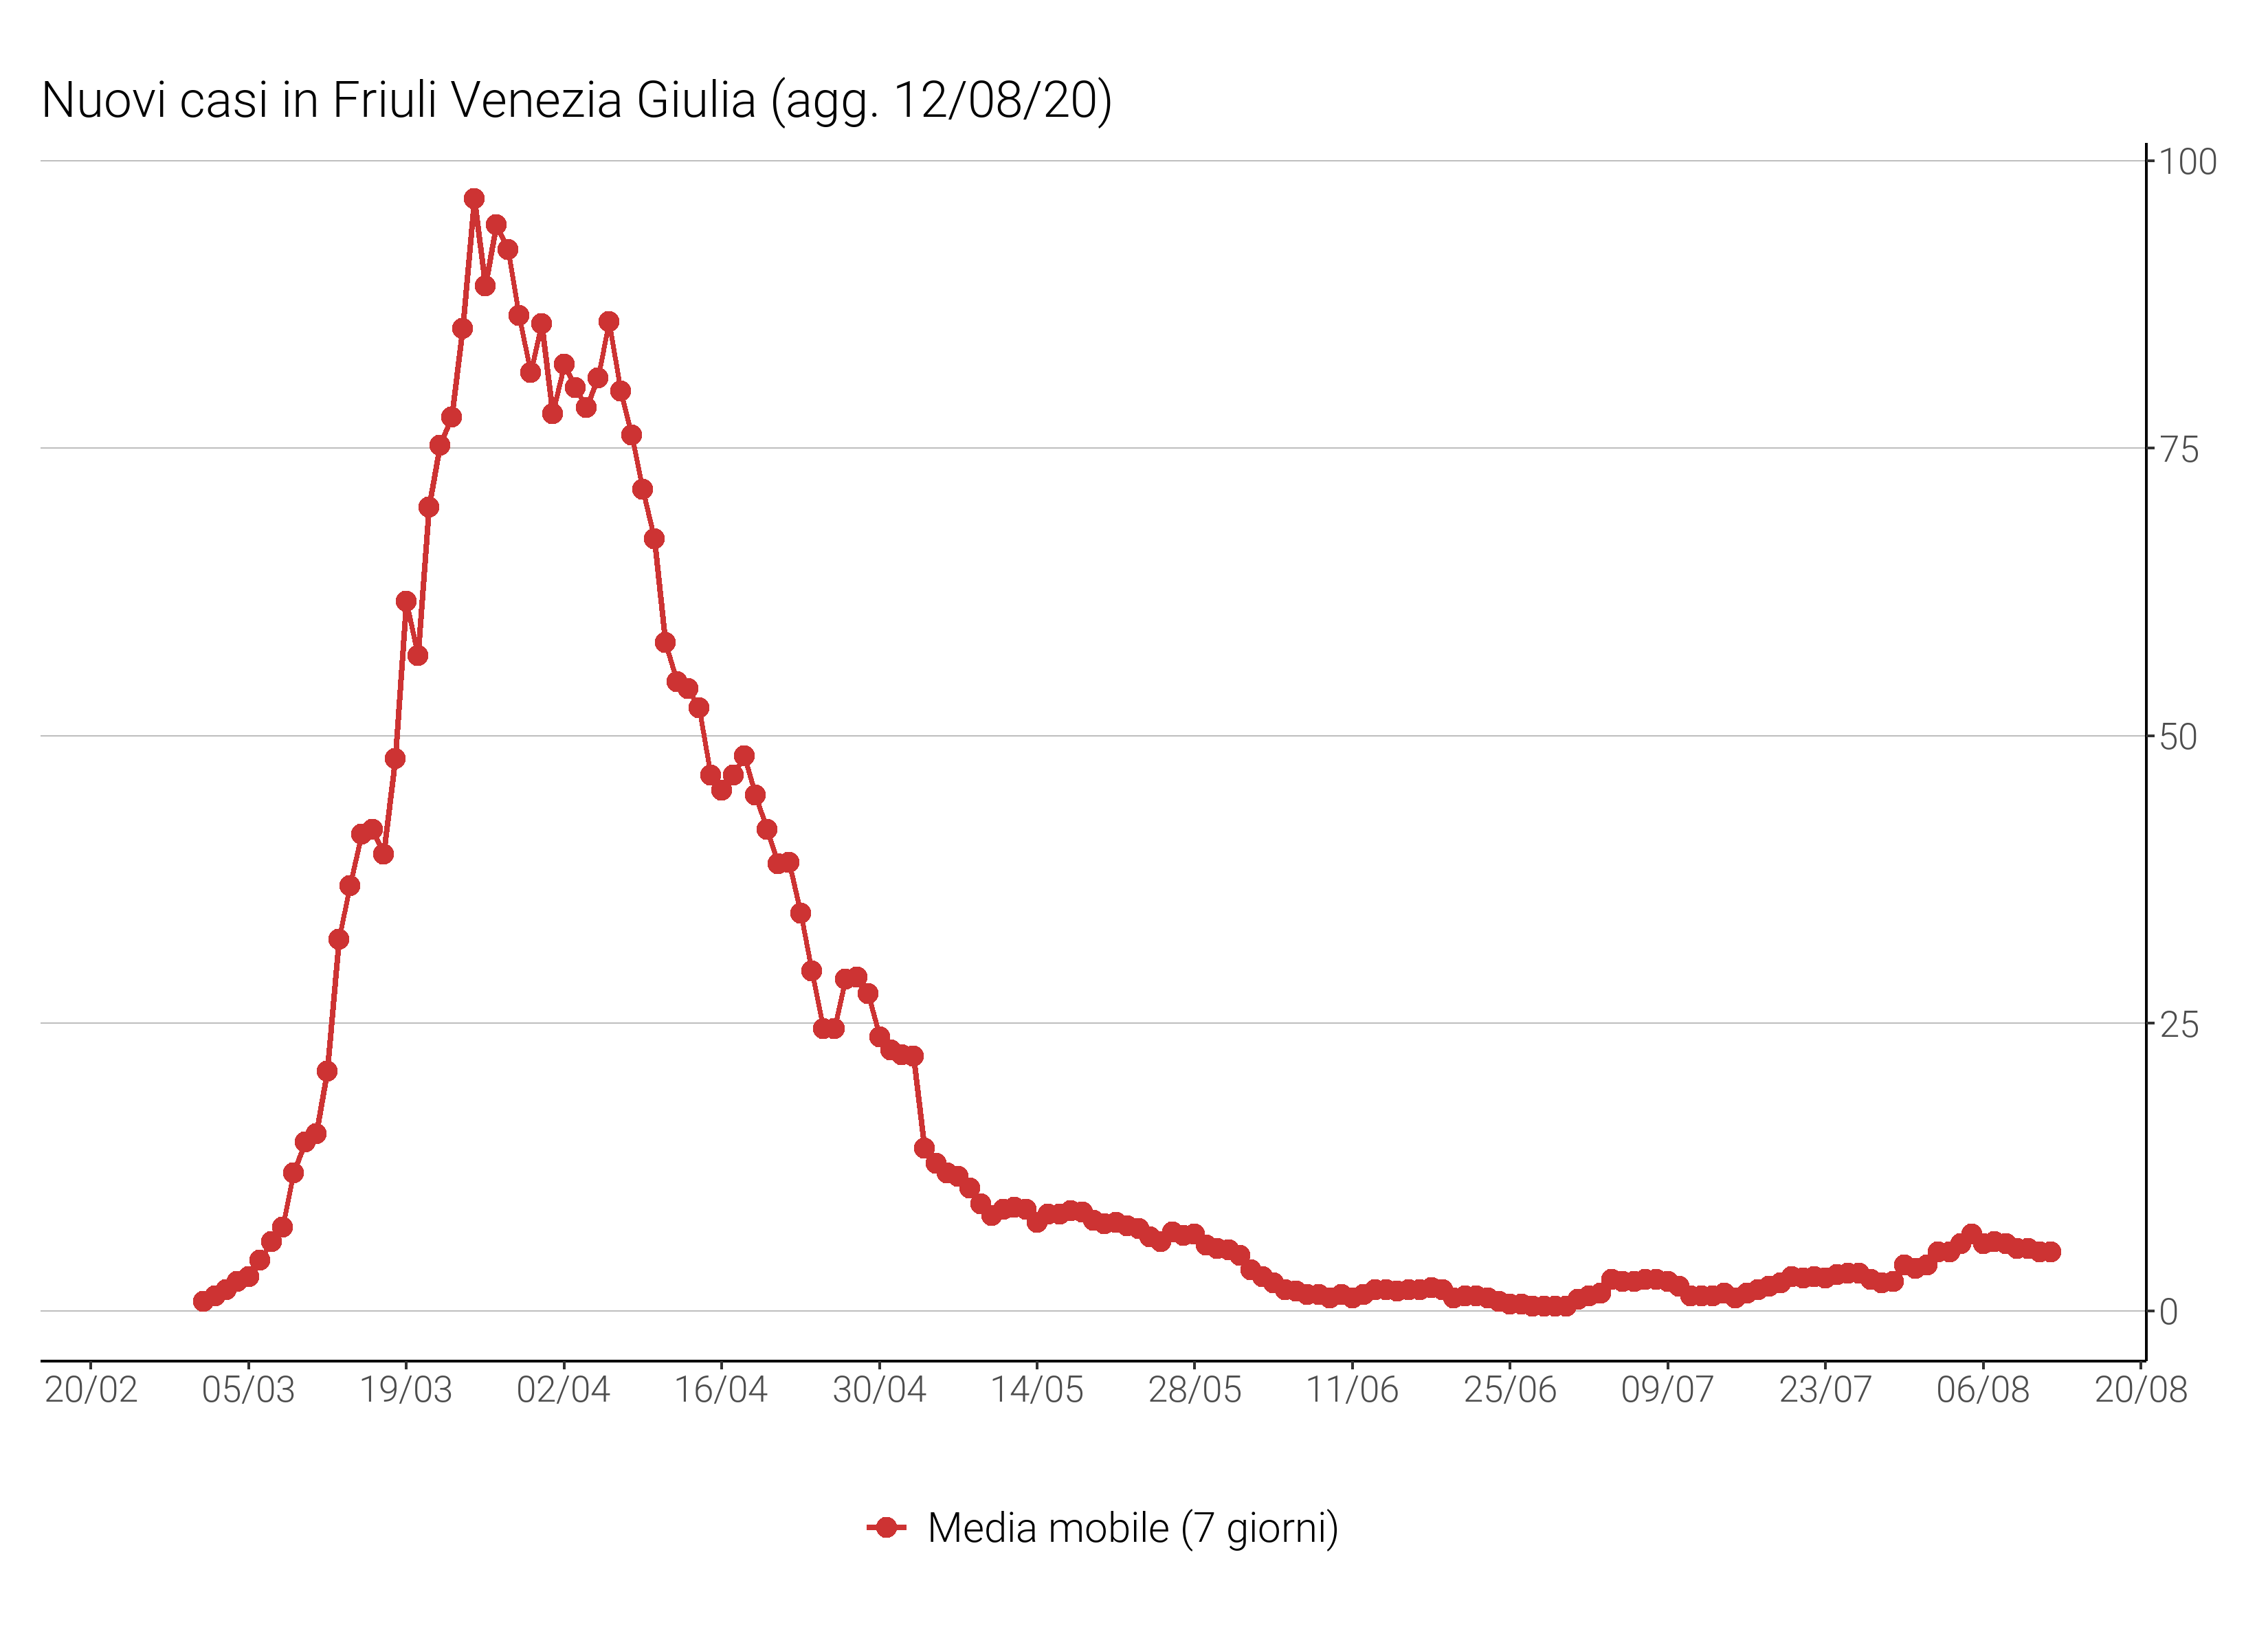 Nuovi casi in Friuli Venezia Giulia (agg. 12/08/20)
100
75
50
25
0
20/02 05/03 19/03 02/04 16/04 30/04 14/05 28/05 11/06 25/06 09/07 23/07 06/08 20/08
Media mobile (7 giorni)